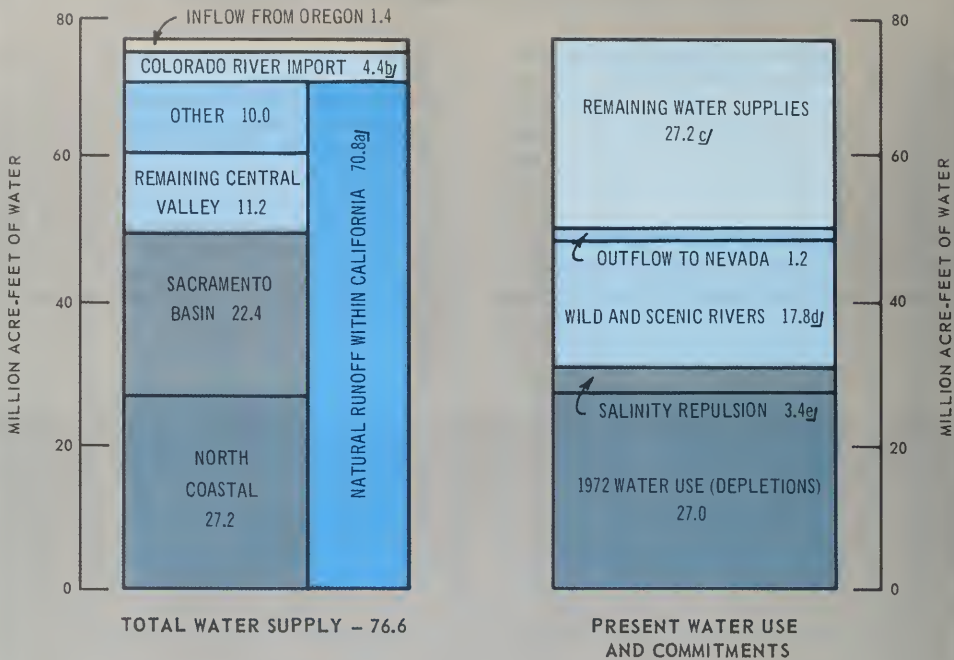 80
60
40
20
0
MILLION ACRE-FEET OF WATER
INFLOW FROM OREGON 1.4
COLORADO RIVER IMPORT 4.4b/
OTHER 10.0
REMAINING CENTRAL
VALLEY 11.2
SACRAMENTO
BASIN 22.4
NORTH
COASTAL
27.2
NATURAL RUNOFF WITHIN CALIFORNIA 70.8a/
TOTAL WATER SUPPLY – 76.6
REMAINING WATER SUPPLIES
27.2 c/
OUTFLOW TO NEVADA 1.2
WILD AND SCENIC RIVERS 17.8d/
SALINITY REPULSION 3.4e/
1972 WATER USE (DEPLETIONS)
27.0
PRESENT WATER USE
AND COMMITMENTS
80
60
40
20
0
MILLION ACRE-FEET OF WATER